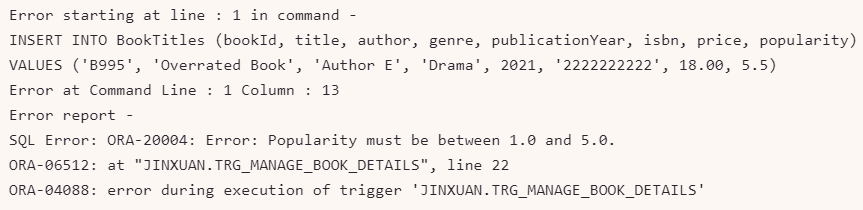 Error starting at line : 1 in command -
INSERT INTO BookTitles (bookId, title, author, genre, publicationYear, isbn, price, popularity)
VALUES ('B995', 'Overrated Book', 'Author E', 'Drama', 2021, '2222222222', 18.00, 5.5)
Error at Command Line : 1 Column : 13
Error report -
SQL Error: ORA-20004: Error: Popularity must be between 1.0 and 5.0.
ORA-06512: at "JINXUAN.TRG_MANAGE_BOOK_DETAILS", line 22
ORA-04088: error during execution of trigger 'JINXUAN.TRG_MANAGE_BOOK_DETAILS'